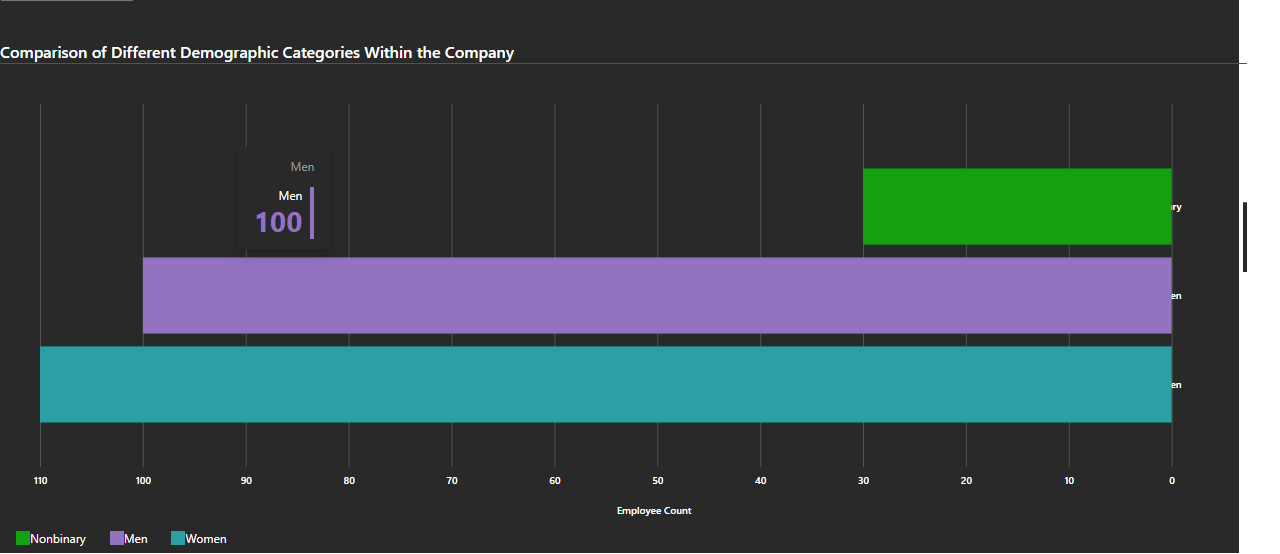 Comparison of Different Demographic Categories Within the Company
Men
Men
100
ry
en
en
110 100 90 80 70 60 50 40 30 20 10 0
Employee Count
Nonbinary Men Women